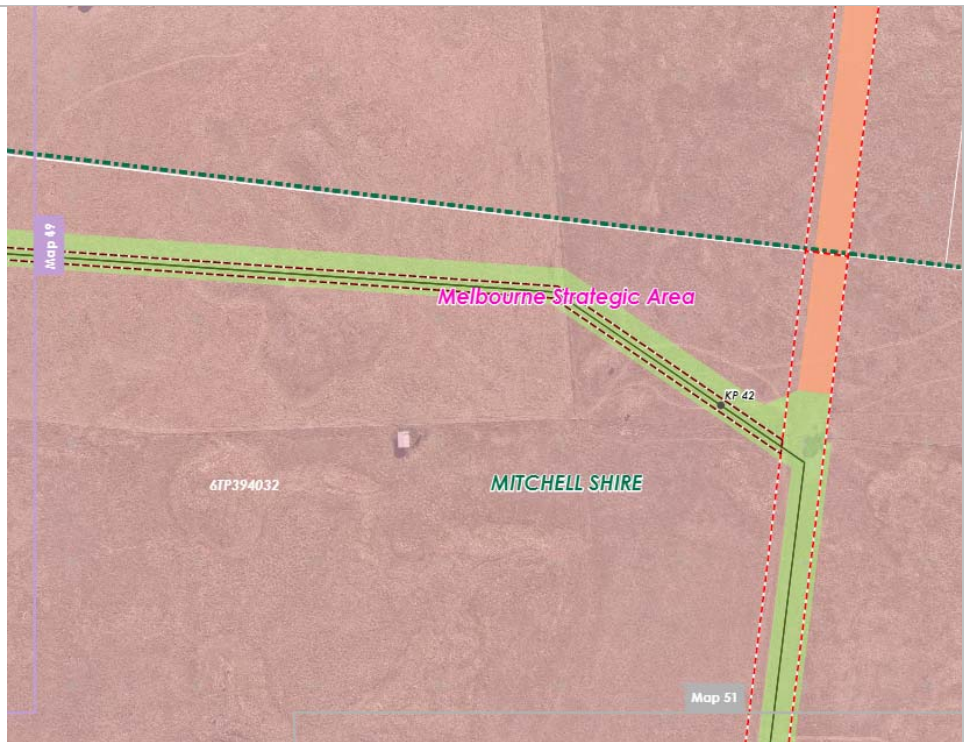 Map 49
Melbourne Strategic Area
KP 42
6TP394032
MITCHELL SHIRE
Map 51